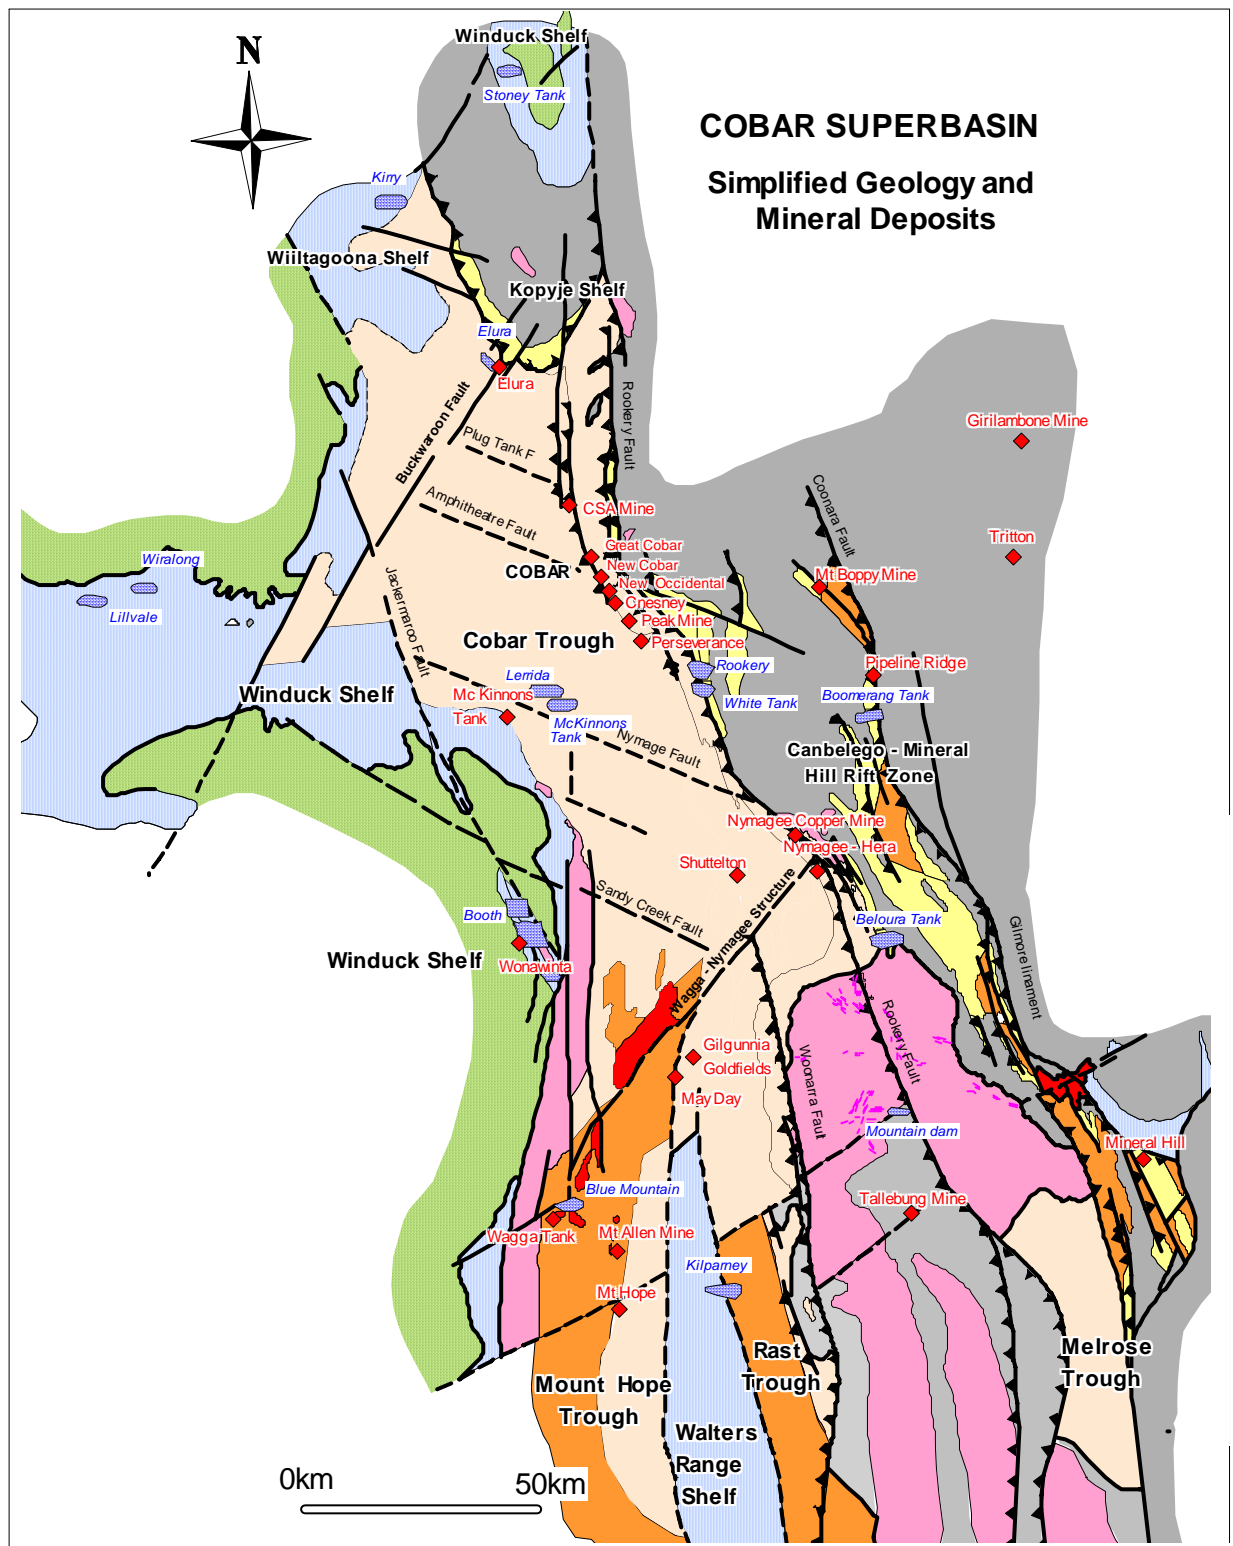 Winduck Shelf
N
Stoney Tank
COBAR SUPERBASIN
Simplified Geology and
Mineral Deposits
Kirry
Wiiltagoona Shelf
Kopyje Shelf
Elura
Elura
Rookery Fault
Buckwaroon Fault
Girilambone Mine
Plug Tank F
Coonara Fault
Amphitheatre Fault
CSA Mine
Tritton
Great Cobar
Wiralong
New Cobar
COBAR
Mt Boppy Mine
New Occidental
Jackermaroo Fault
Chesney
Lillvale
Peak Mine
Cobar Trough
Perseverance
Rookery
Pipeline Ridge
Lerrida
Winduck Shelf
Mc Kinnons
Tank
White Tank
Boomerang Tank
McKinnons
Tank
Nymage Fault
Canbelego - Mineral
Hill Rift Zone
Nymagee Copper Mine
Nymagee - Hera
Shuttelton
Sandy Creek Fault
Booth
Beloura Tank
Wagga - Nymagee Structure
Winduck Shelf
Wonawinta
Gilmore linament
Rookery Fault
Gilgunnia
Goldfields
Woonarra Fault
May Day
Mountain dam
Mineral Hill
Blue Mountain
Tallebung Mine
Wagga Tank
Mt Allen Mine
Kilparney
Mt Hope
Rast
Trough
Melrose
Trough
Mount Hope
Trough
Walters
Range
Shelf
0km
50km